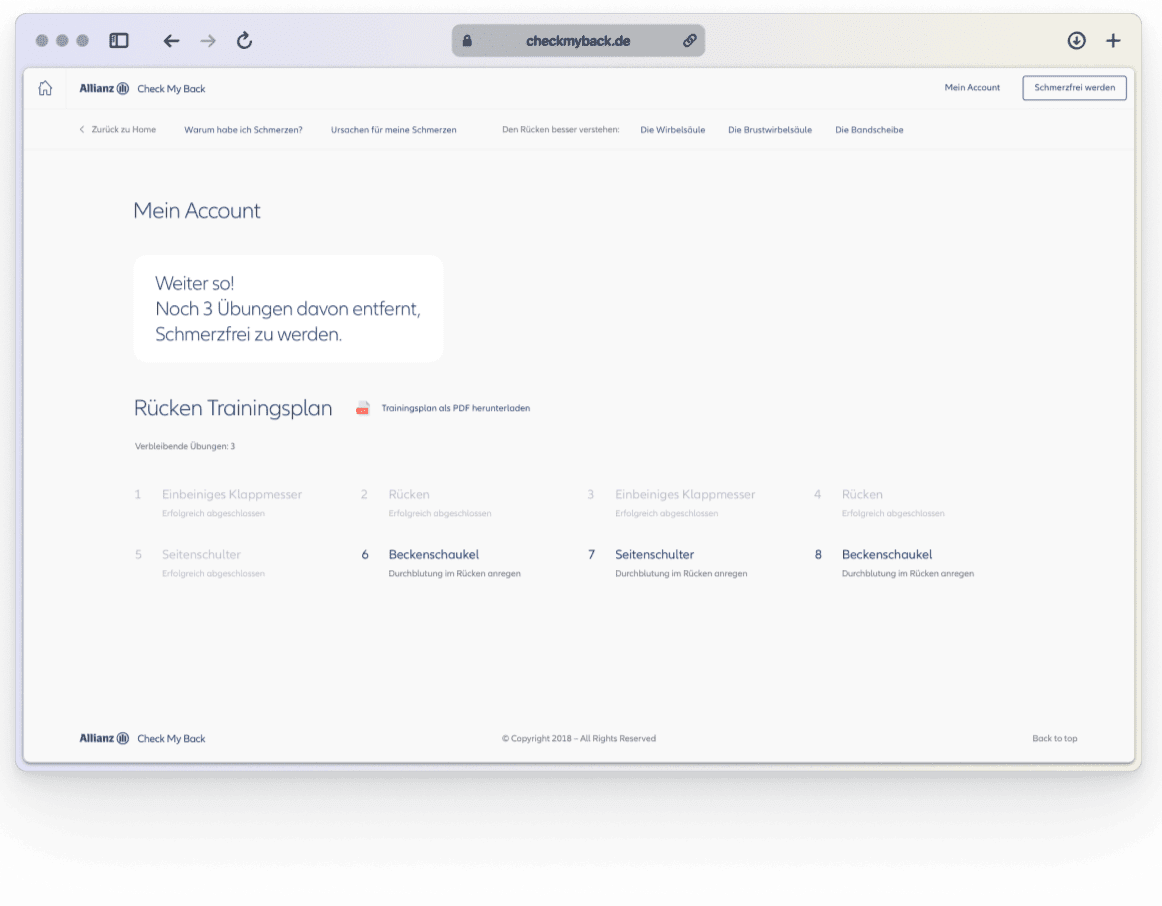 checkmyback.de
Allianz Check My Back
Mein Account
Schmerzfrei werden
Zurück zu Home
Warum habe ich Schmerzen?
Ursachen für meine Schmerzen
Den Rücken besser verstehen:
Die Wirbelsäule
Die Brustwirbelsäule
Die Bandscheibe
Mein Account
Weiter so!
Noch 3 Übungen davon entfernt,
Schmerzfrei zu werden.
Rücken Trainingsplan
Trainingsplan als PDF herunterladen
Verbleibende Übungen: 3
1 Einbeiniges Klappmesser
Erfolgreich abgeschlossen
2 Rücken
Erfolgreich abgeschlossen
3 Einbeiniges Klappmesser
Erfolgreich abgeschlossen
4 Rücken
Erfolgreich abgeschlossen
5 Seitenschulter
Erfolgreich abgeschlossen
6 Beckenschaukel
Durchblutung im Rücken anregen
7 Seitenschulter
Durchblutung im Rücken anregen
8 Beckenschaukel
Durchblutung im Rücken anregen
Allianz Check My Back
© Copyright 2018 – All Rights Reserved
Back to top